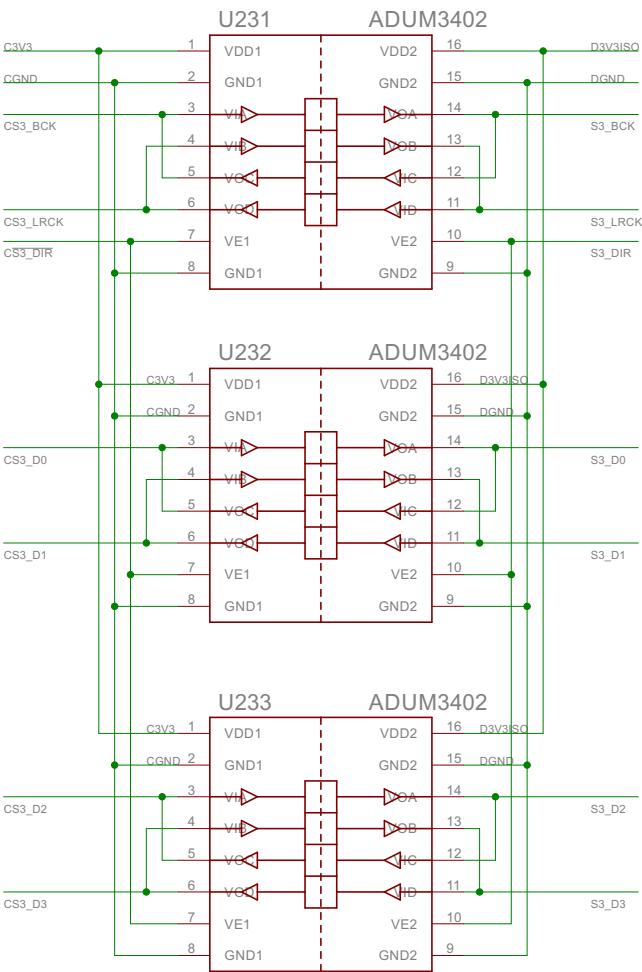 U231 ADUM3402
C3V3 1 VDD1 VDD2 16 D3V3ISO
CGND 2 GND1 GND2 15 DGND
3 VIA VOA 14
CS3_BCK S3_BCK
4 VIB VOB 13
5 VOC VIC 12
6 VOD VID 11
CS3_LRCK S3_LRCK
7 VE1 VE2 10
CS3_DIR S3_DIR
8 GND1 GND2 9
U232 ADUM3402
C3V3 1 VDD1 VDD2 16 D3V3ISO
CGND 2 GND1 GND2 15 DGND
3 VIA VOA 14
CS3_D0 S3_D0
4 VIB VOB 13
5 VOC VIC 12
6 VOD VID 11
CS3_D1 S3_D1
7 VE1 VE2 10
8 GND1 GND2 9
U233 ADUM3402
C3V3 1 VDD1 VDD2 16 D3V3ISO
CGND 2 GND1 GND2 15 DGND
3 VIA VOA 14
CS3_D2 S3_D2
4 VIB VOB 13
5 VOC VIC 12
6 VOD VID 11
CS3_D3 S3_D3
7 VE1 VE2 10
8 GND1 GND2 9